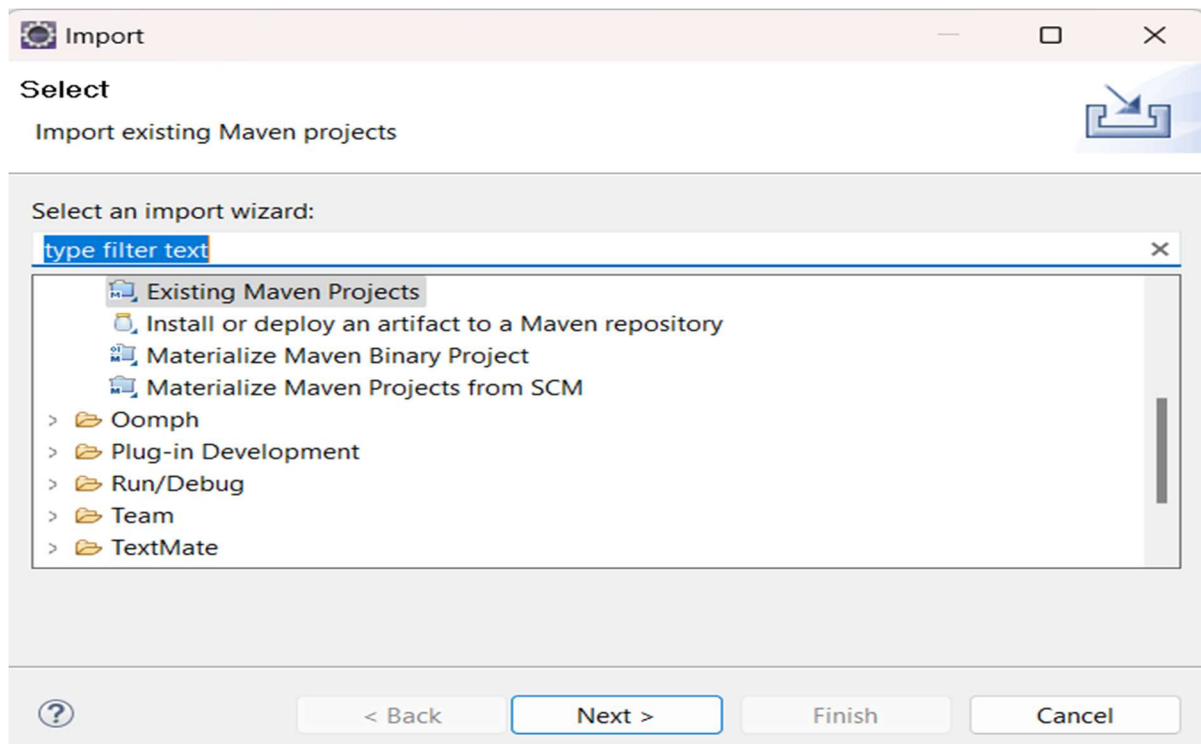 Import
Select
Import existing Maven projects
Select an import wizard:
type filter text
Existing Maven Projects
Install or deploy an artifact to a Maven repository
Materialize Maven Binary Project
Materialize Maven Projects from SCM
Oomph
Plug-in Development
Run/Debug
Team
TextMate
< Back Next > Finish Cancel